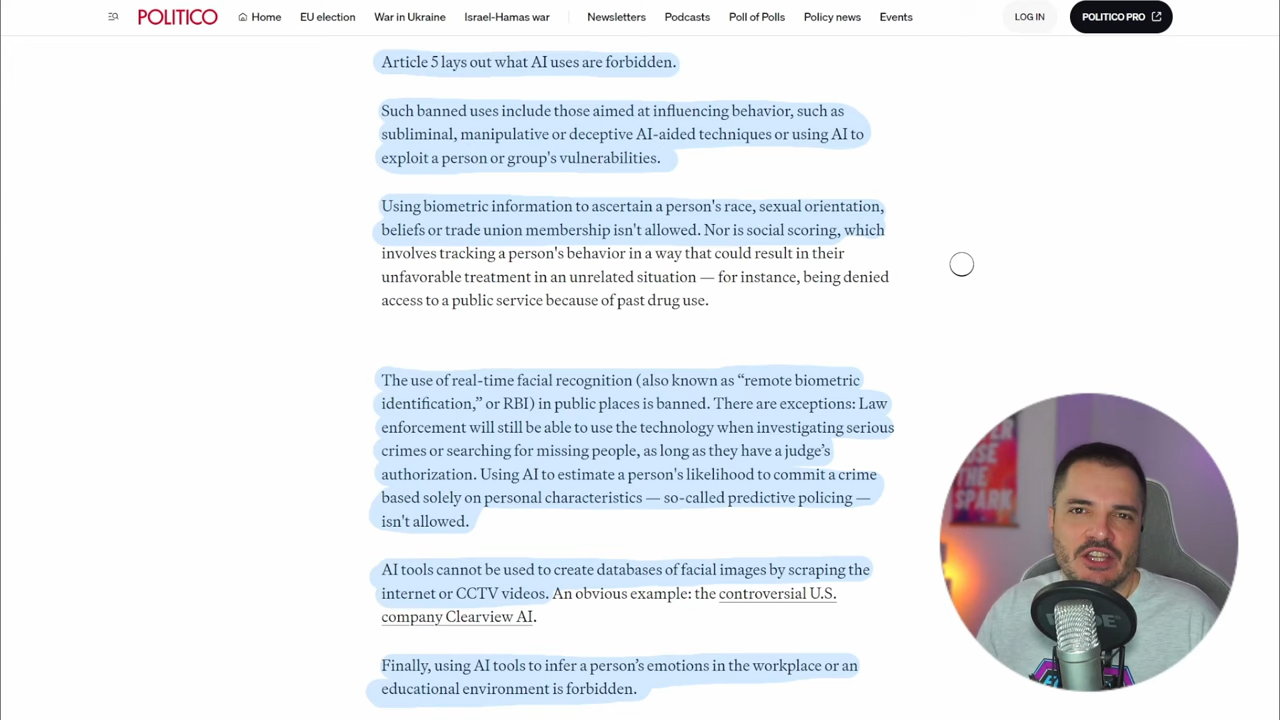 POLITICO
Home
EU election
War in Ukraine
Israel-Hamas war
Newsletters
Podcasts
Poll of Polls
Policy news
Events
LOG IN
POLITICO PRO
Article 5 lays out what AI uses are forbidden.
Such banned uses include those aimed at influencing behavior, such as
subliminal, manipulative or deceptive AI-aided techniques or using AI to
exploit a person or group's vulnerabilities.
Using biometric information to ascertain a person's race, sexual orientation,
beliefs or trade union membership isn't allowed. Nor is social scoring, which
involves tracking a person's behavior in a way that could result in their
unfavorable treatment in an unrelated situation — for instance, being denied
access to a public service because of past drug use.
The use of real-time facial recognition (also known as “remote biometric
identification,” or RBI) in public places is banned. There are exceptions: Law
enforcement will still be able to use the technology when investigating serious
crimes or searching for missing people, as long as they have a judge’s
authorization. Using AI to estimate a person's likelihood to commit a crime
based solely on personal characteristics — so-called predictive policing —
isn't allowed.
AI tools cannot be used to create databases of facial images by scraping the
internet or CCTV videos. An obvious example: the controversial U.S.
company Clearview AI.
Finally, using AI tools to infer a person’s emotions in the workplace or an
educational environment is forbidden.
THE
SPARK